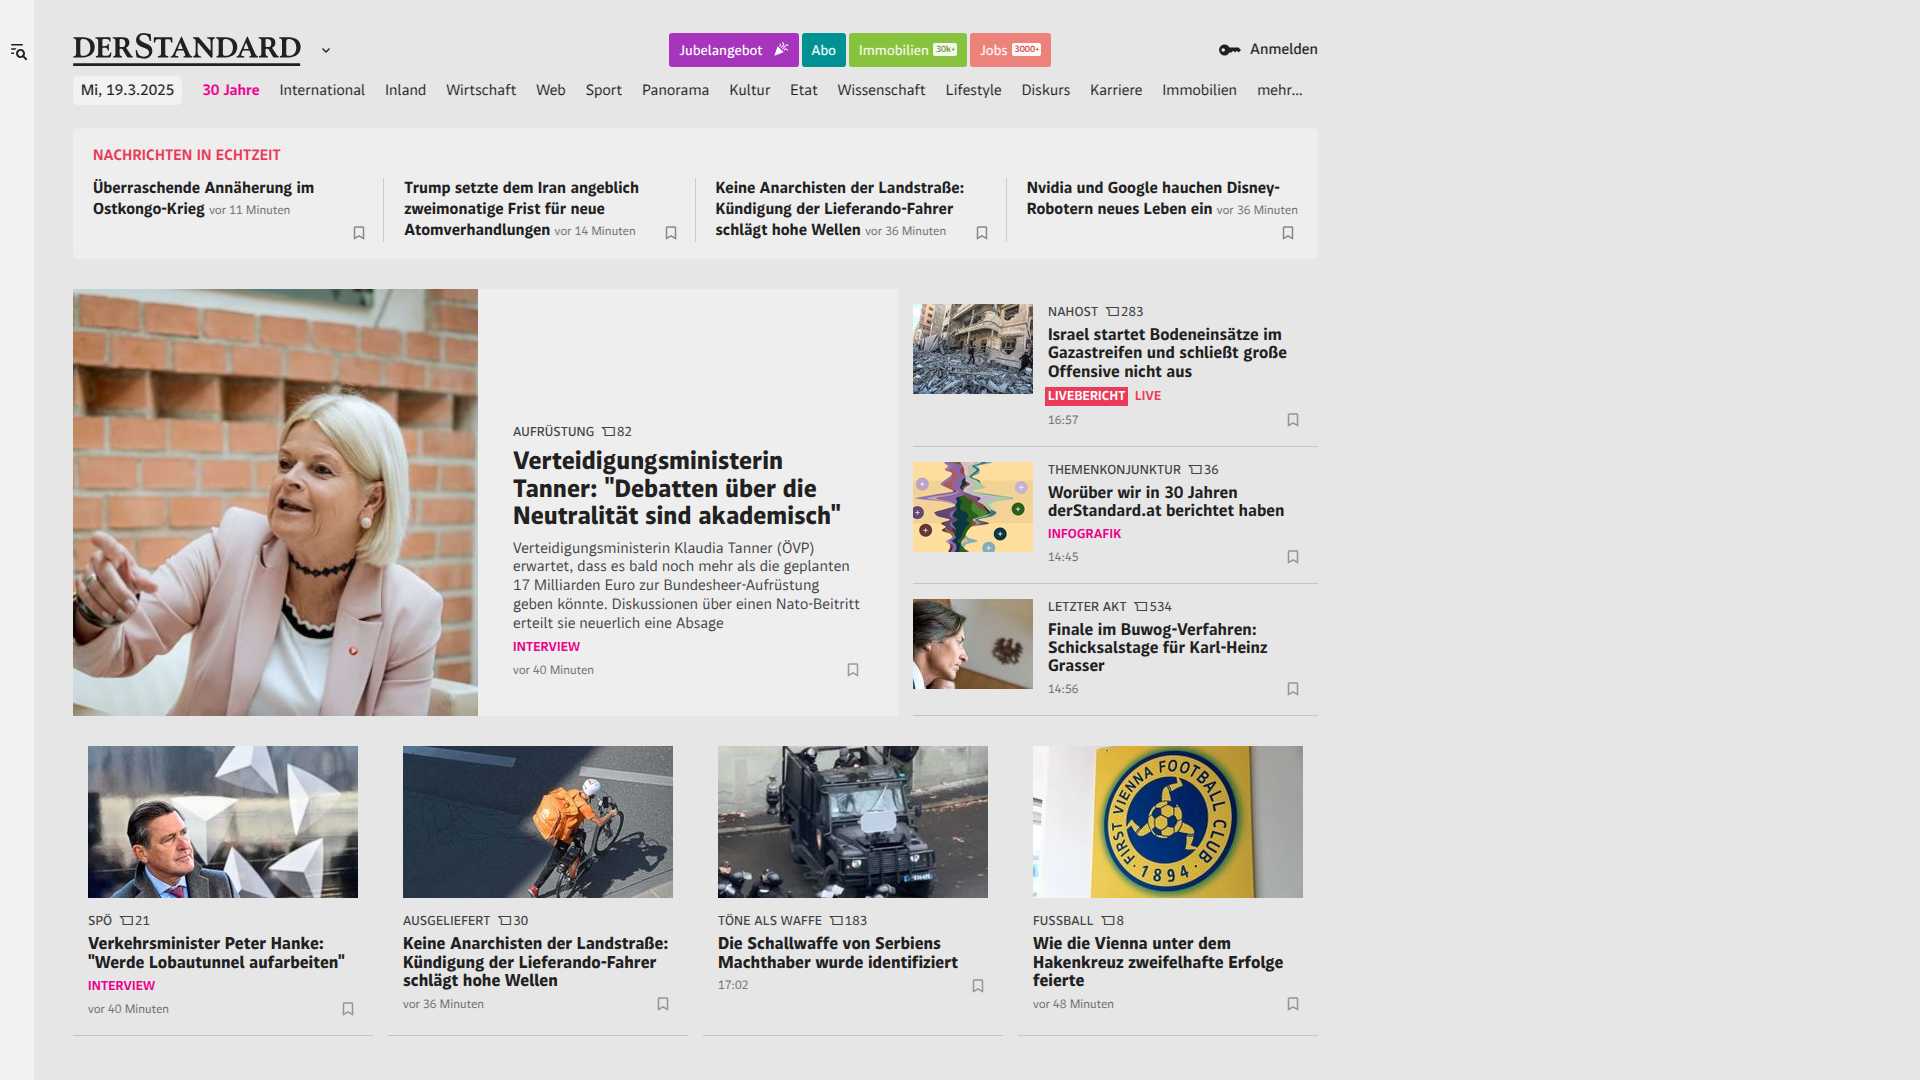 DERSTANDARD
Jubelangebot
Abo
Immobilien 30k+
Jobs 3000+
Anmelden
Mi, 19.3.2025
30 Jahre
International
Inland
Wirtschaft
Web
Sport
Panorama
Kultur
Etat
Wissenschaft
Lifestyle
Diskurs
Karriere
Immobilien
mehr...
NACHRICHTEN IN ECHTZEIT
Überraschende Annäherung im
Ostkongo-Krieg vor 11 Minuten
Trump setzte dem Iran angeblich
zweimonatige Frist für neue
Atomverhandlungen vor 14 Minuten
Keine Anarchisten der Landstraße:
Kündigung der Lieferando-Fahrer
schlägt hohe Wellen vor 36 Minuten
Nvidia und Google hauchen Disney-
Robotern neues Leben ein vor 36 Minuten
AUFRÜSTUNG 82
Verteidigungsministerin
Tanner: "Debatten über die
Neutralität sind akademisch"
Verteidigungsministerin Klaudia Tanner (ÖVP)
erwartet, dass es bald noch mehr als die geplanten
17 Milliarden Euro zur Bundesheer-Aufrüstung
geben könnte. Diskussionen über einen Nato-Beitritt
erteilt sie neuerlich eine Absage
INTERVIEW
vor 40 Minuten
NAHOST 283
Israel startet Bodeneinsätze im
Gazastreifen und schließt große
Offensive nicht aus
LIVEBERICHT LIVE
16:57
THEMENKONJUNKTUR 36
Worüber wir in 30 Jahren
derStandard.at berichtet haben
INFOGRAFIK
14:45
LETZTER AKT 534
Finale im Buwog-Verfahren:
Schicksalstage für Karl-Heinz
Grasser
14:56
SPÖ 21
Verkehrsminister Peter Hanke:
"Werde Lobautunnel aufarbeiten"
INTERVIEW
vor 40 Minuten
AUSGELIEFERT 30
Keine Anarchisten der Landstraße:
Kündigung der Lieferando-Fahrer
schlägt hohe Wellen
vor 36 Minuten
TÖNE ALS WAFFE 183
Die Schallwaffe von Serbiens
Machthaber wurde identifiziert
17:02
FIRST VIENNA FOOTBALL CLUB
· 1894 ·
FUSSBALL 8
Wie die Vienna unter dem
Hakenkreuz zweifelhafte Erfolge
feierte
vor 48 Minuten